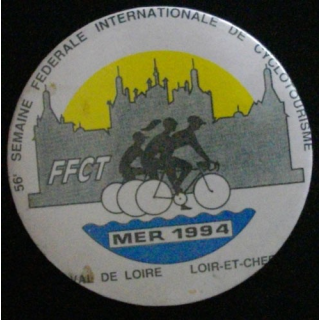 56e SEMAINE FEDERALE INTERNATIONALE DE CYCLOTOURISME
FFCT
MER 1994
VAL DE LOIRE LOIR-ET-CHER